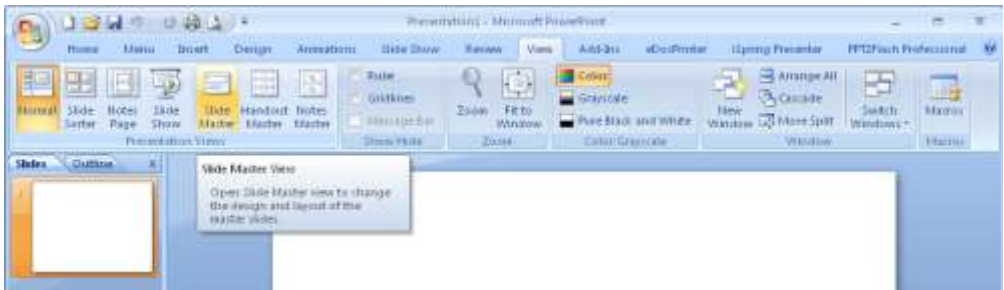 Presentation1 - Microsoft PowerPoint
Home Menu Insert Design Animations Slide Show Review View Add-Ins eDocPrinter iSpring Presenter PPT2Flash Professional
Normal Slide Sorter Notes Page Slide Show Slide Master Handout Master Notes Master
Presentation Views
Ruler
Gridlines
Message Bar
Show/Hide
Zoom Fit to Window
Zoom
Color
Grayscale
Pure Black and White
Color/Grayscale
New Window
Arrange All
Cascade
Move Split
Window
Switch Windows
Macros
Macros
Slides Outline X
1
Slide Master View
Open Slide Master view to change
the design and layout of the
master slides.